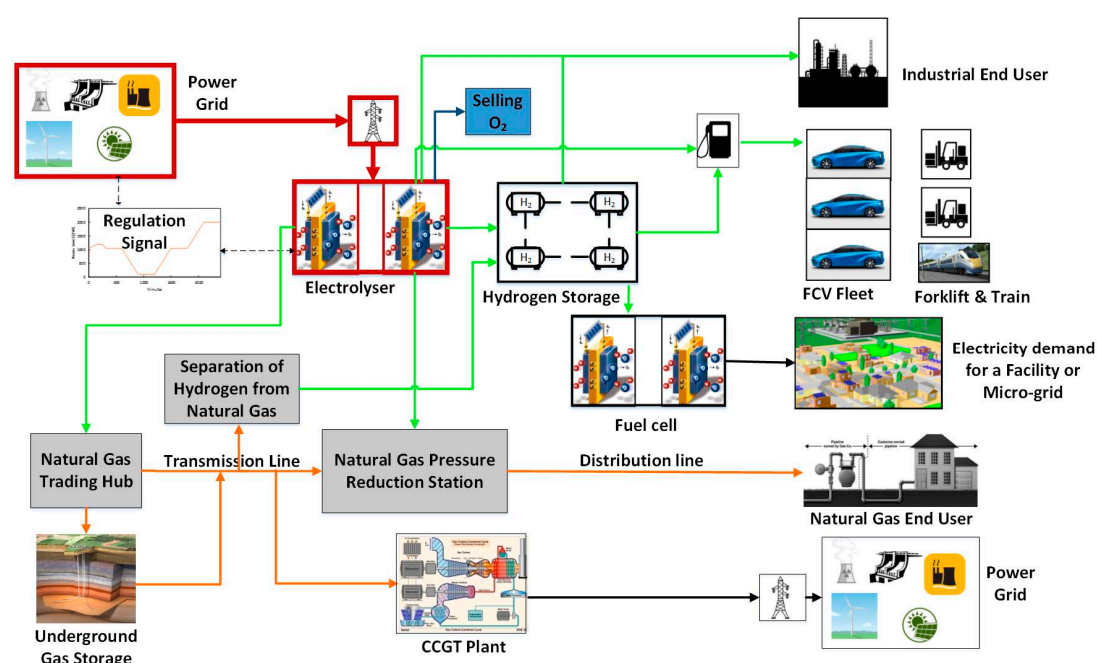 Power
Grid
Selling
O₂
Industrial End User
Regulation
Signal
Electrolyser
H₂
H₂
H₂
H₂
Hydrogen Storage
FCV Fleet
Forklift & Train
Separation of
Hydrogen from
Natural Gas
Fuel cell
Electricity demand
for a Facility or
Micro-grid
Natural Gas
Trading Hub
Transmission Line
Natural Gas Pressure
Reduction Station
Distribution line
Natural Gas End User
Underground
Gas Storage
CCGT Plant
Power
Grid